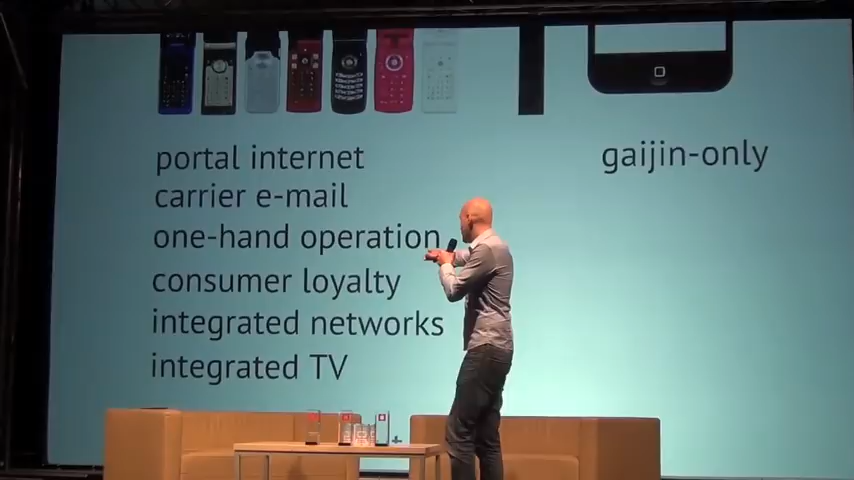 portal internet
carrier e-mail
one-hand operation
consumer loyalty
integrated networks
integrated TV
gaijin-only